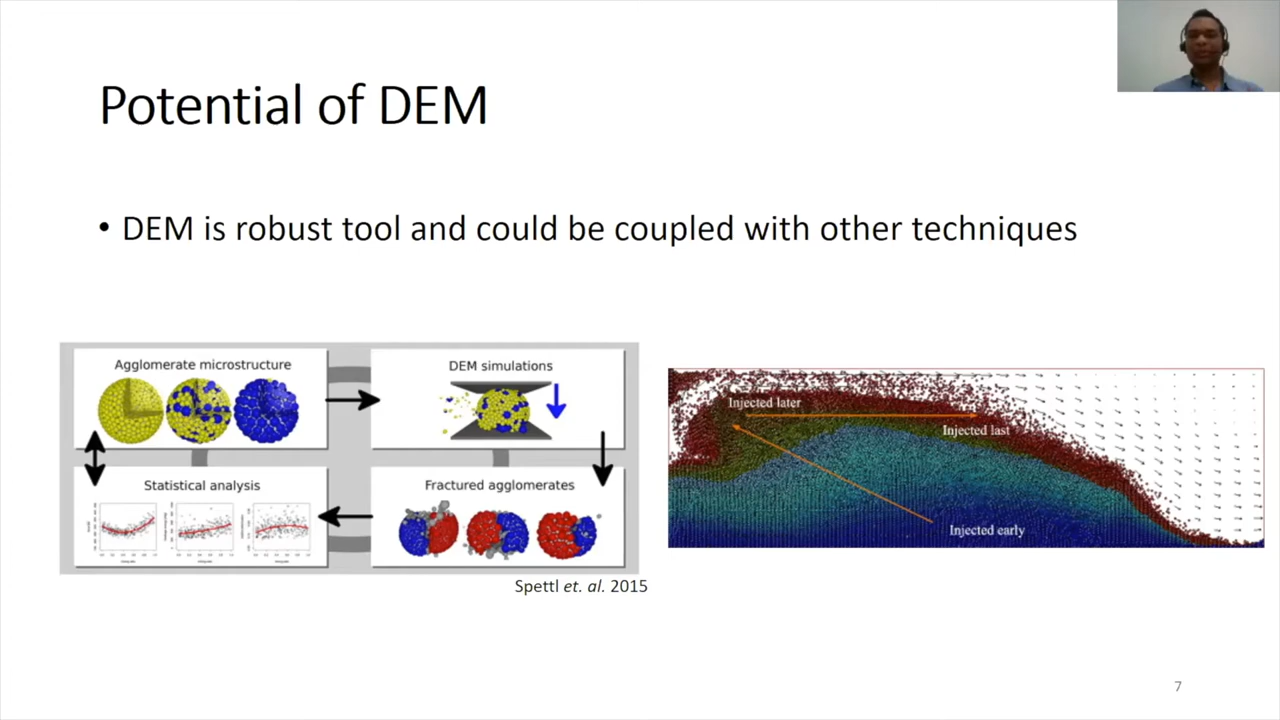 Potential of DEM
• DEM is robust tool and could be coupled with other techniques
Agglomerate microstructure
DEM simulations
Statistical analysis
Fractured agglomerates
Spettl et. al. 2015
Injected later
Injected last
Injected early
7